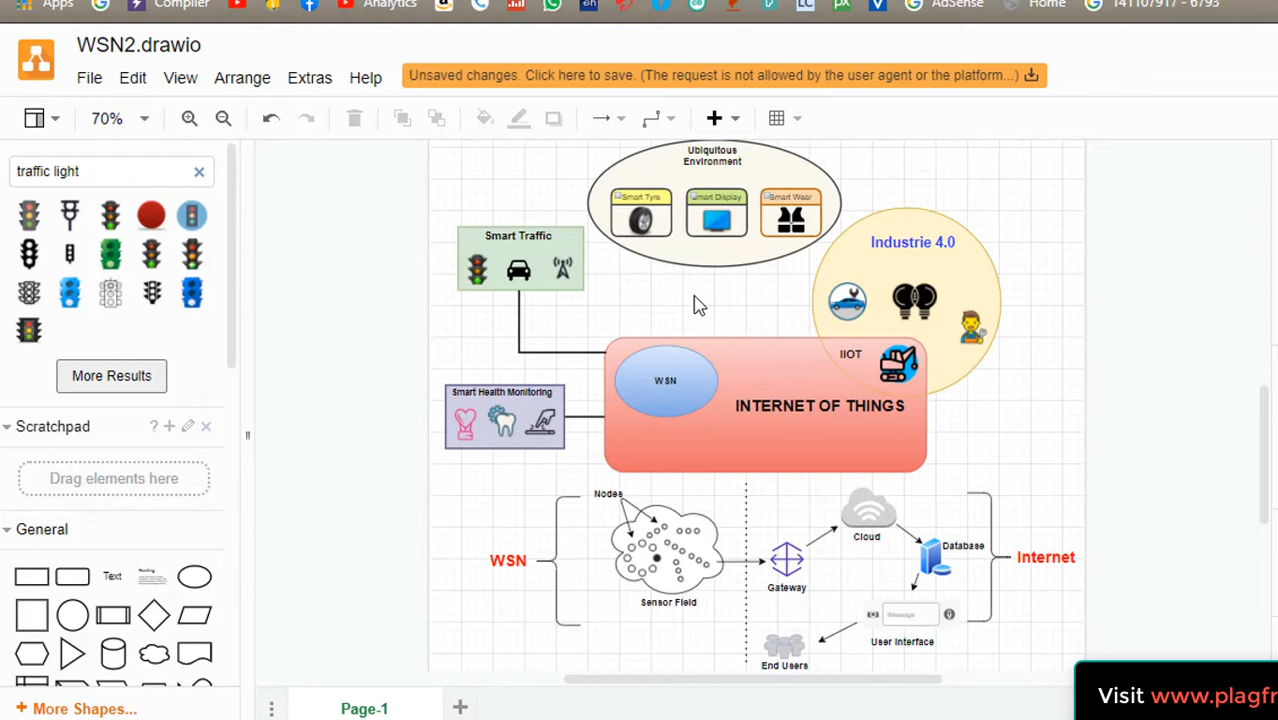 Apps
Compiler
Analytics
AdSense
Home
141107917 - 6793
WSN2.drawio
File Edit View Arrange Extras Help
Unsaved changes. Click here to save. (The request is not allowed by the user agent or the platform...)
70%
traffic light
More Results
Scratchpad
?
Drag elements here
General
Text
Heading
More Shapes...
Page-1
Ubiquitous
Environment
Smart Tyre
Smart Display
Smart Wear
Smart Traffic
Industrie 4.0
IIOT
WSN
INTERNET OF THINGS
Smart Health Monitoring
Nodes
WSN
Sensor Field
Gateway
Cloud
Database
Internet
iMessage
User Interface
End Users
Visit www.plagfr